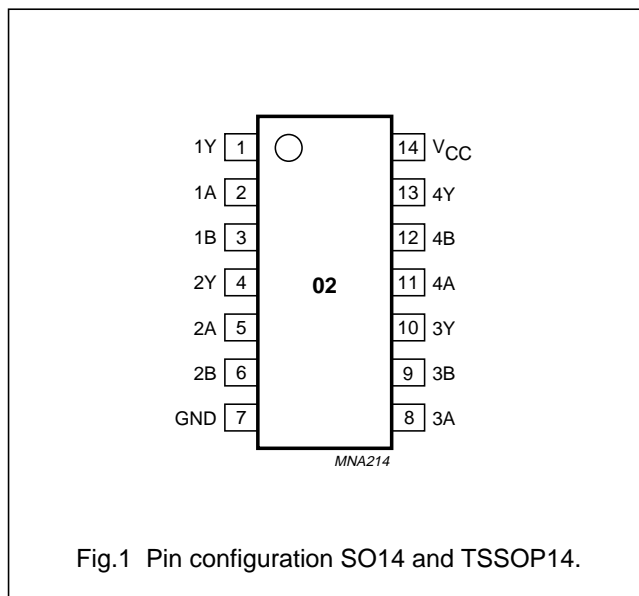 1Y 1 14 VCC
1A 2 13 4Y
1B 3 12 4B
2Y 4 02 11 4A
2A 5 10 3Y
2B 6 9 3B
GND 7 8 3A
MNA214
Fig.1 Pin configuration SO14 and TSSOP14.